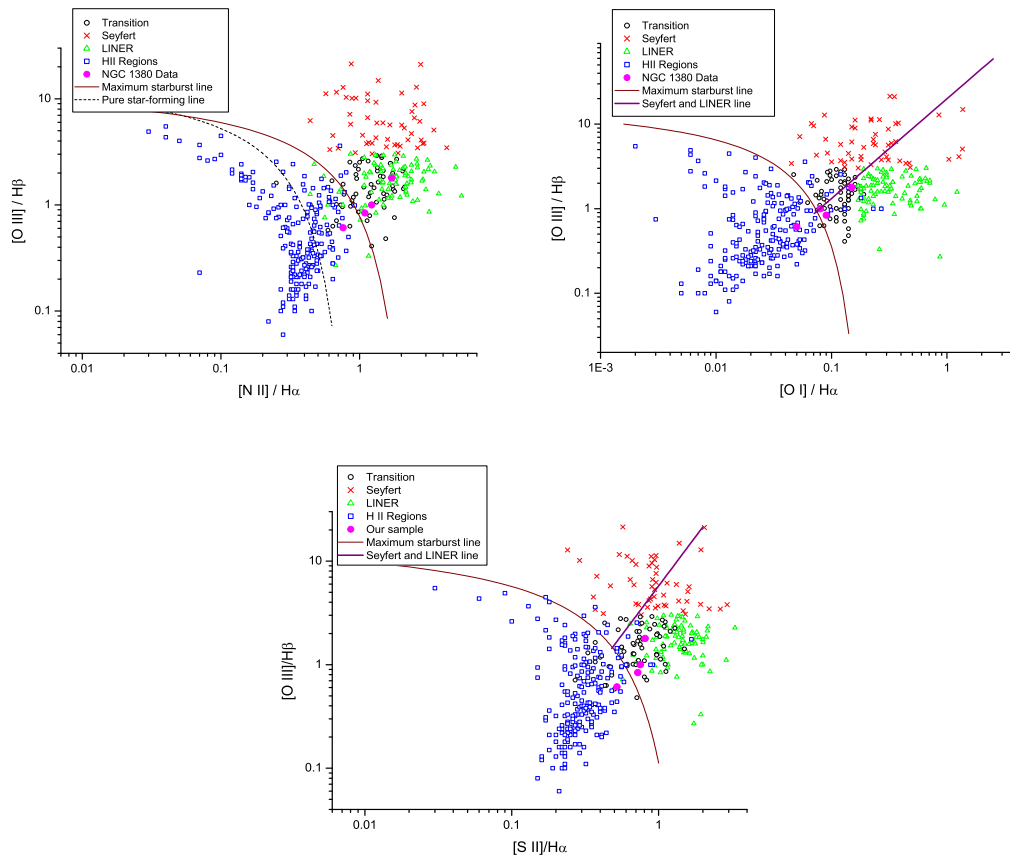 Transition
Seyfert
LINER
HII Regions
NGC 1380 Data
Maximum starburst line
Pure star-forming line
10
1
0.1
[O III] / Hβ
0.01
0.1
1
[N II] / Hα
Transition
Seyfert
LINER
HII Regions
NGC 1380 Data
Maximum starburst line
Seyfert and LINER line
10
1
0.1
[O III] / Hβ
1E-3
0.01
0.1
1
[O I] / Hα
Transition
Seyfert
LINER
H II Regions
Our sample
Maximum starburst line
Seyfert and LINER line
10
1
0.1
[O III]/Hβ
0.01
0.1
1
[S II]/Hα